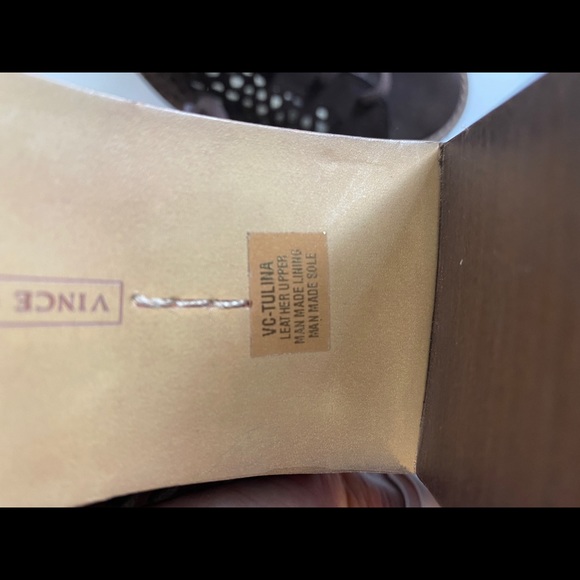 VC-TULINA
LEATHER UPPER
MAN MADE LINING
MAN MADE SOLE
VINCE